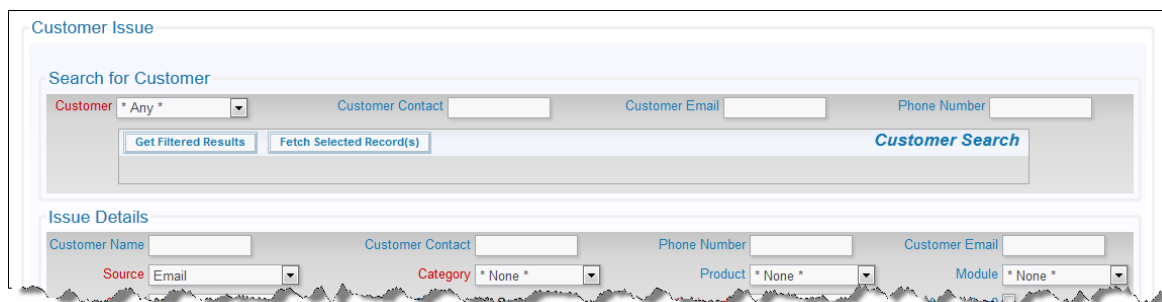 Customer Issue
Search for Customer
Customer * Any * Customer Contact Customer Email Phone Number
Get Filtered Results Fetch Selected Record(s) Customer Search
Issue Details
Customer Name Customer Contact Phone Number Customer Email
Source Email Category * None * Product * None * Module * None *